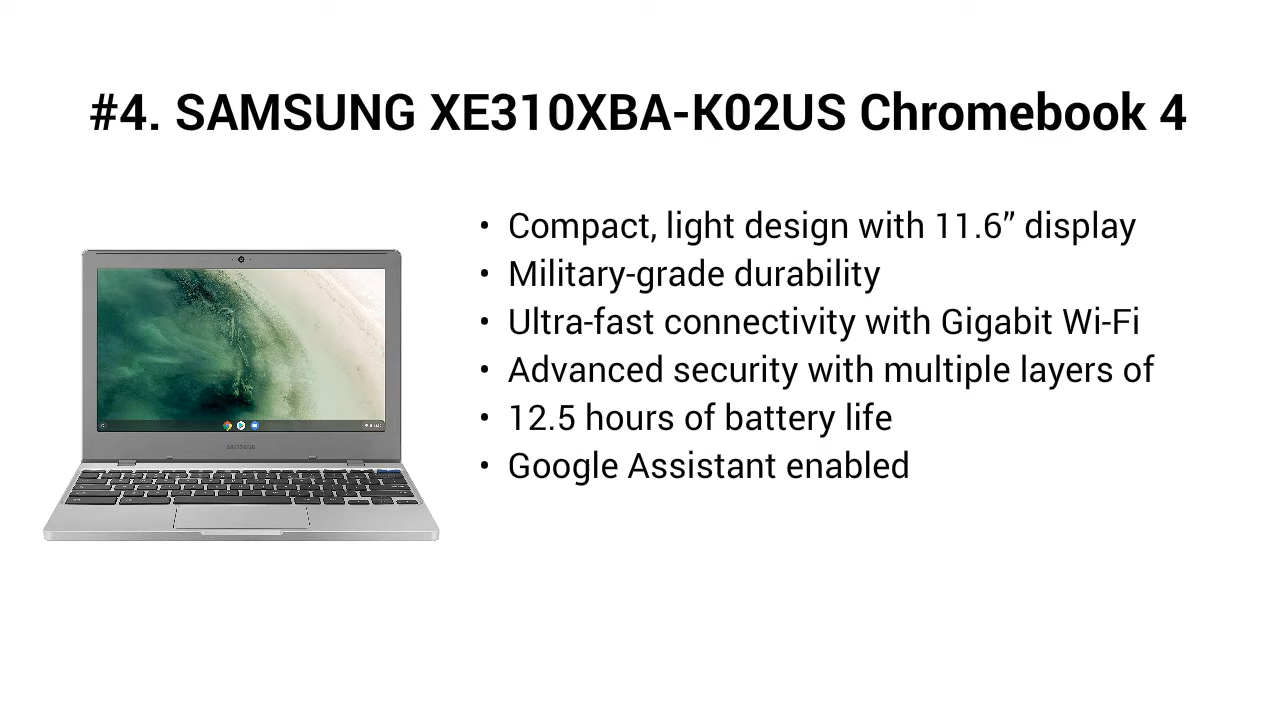 #4. SAMSUNG XE310XBA-K02US Chromebook 4
• Compact, light design with 11.6” display
• Military-grade durability
• Ultra-fast connectivity with Gigabit Wi-Fi
• Advanced security with multiple layers of
• 12.5 hours of battery life
• Google Assistant enabled
SAMSUNG